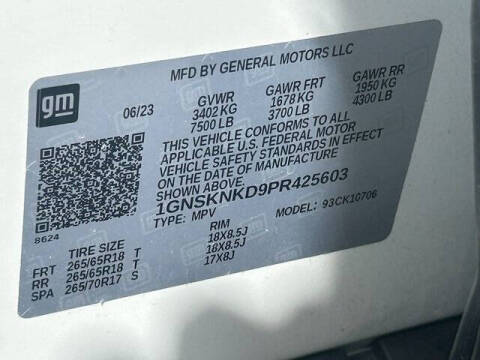 MFD BY GENERAL MOTORS LLC
gm
06/23
GVWR GAWR FRT GAWR RR
3402 KG 1678 KG 1950 KG
7500 LB 3700 LB 4300 LB
THIS VEHICLE CONFORMS TO ALL
APPLICABLE U.S. FEDERAL MOTOR
VEHICLE SAFETY STANDARDS IN EFFECT
ON THE DATE OF MANUFACTURE
SHOWN ABOVE.
1GNSKNKD9PR425603
TYPE: MPV MODEL: 93CK10706
8624
TIRE SIZE RIM
FRT 265/65R18 T 18X8.5J
RR 265/65R18 T 18X8.5J
SPA 265/70R17 S 17X8J